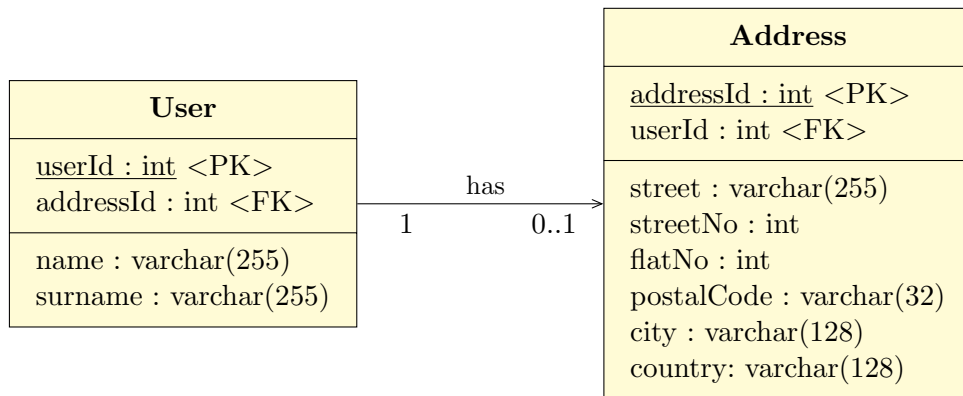 User
userId : int <PK>
addressId : int <FK>
name : varchar(255)
surname : varchar(255)
has
1
0..1
Address
addressId : int <PK>
userId : int <FK>
street : varchar(255)
streetNo : int
flatNo : int
postalCode : varchar(32)
city : varchar(128)
country: varchar(128)